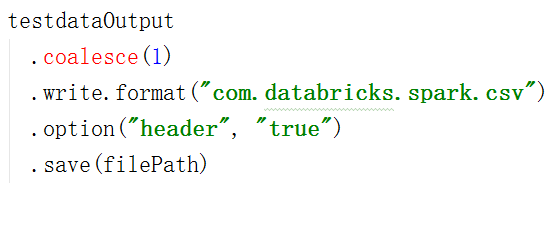 testdataOutput
.coalesce(1)
.write.format("com.databricks.spark.csv")
.option("header", "true")
.save(filePath)